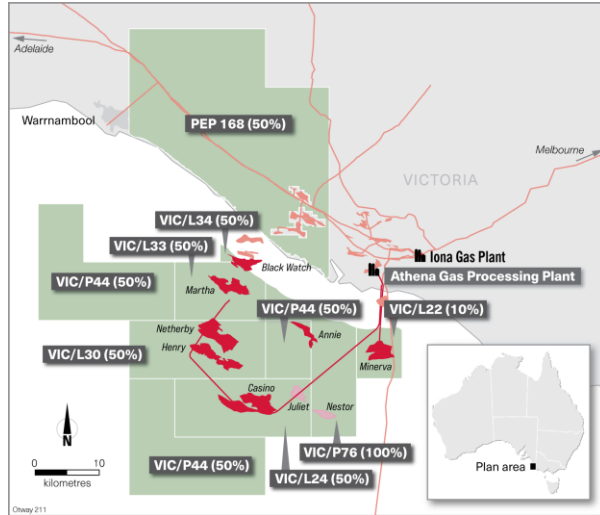 Adelaide
Warrnambool
PEP 168 (50%)
Melbourne
VICTORIA
VIC/L34 (50%)
VIC/L33 (50%)
Iona Gas Plant
Black Watch
Athena Gas Processing Plant
VIC/P44 (50%)
Martha
VIC/P44 (50%)
VIC/L22 (10%)
Netherby
Annie
VIC/L30 (50%)
Henry
Minerva
Casino
Juliet
Nestor
N
VIC/P76 (100%)
VIC/P44 (50%)
VIC/L24 (50%)
Plan area
0 10
kilometres
Otway 211